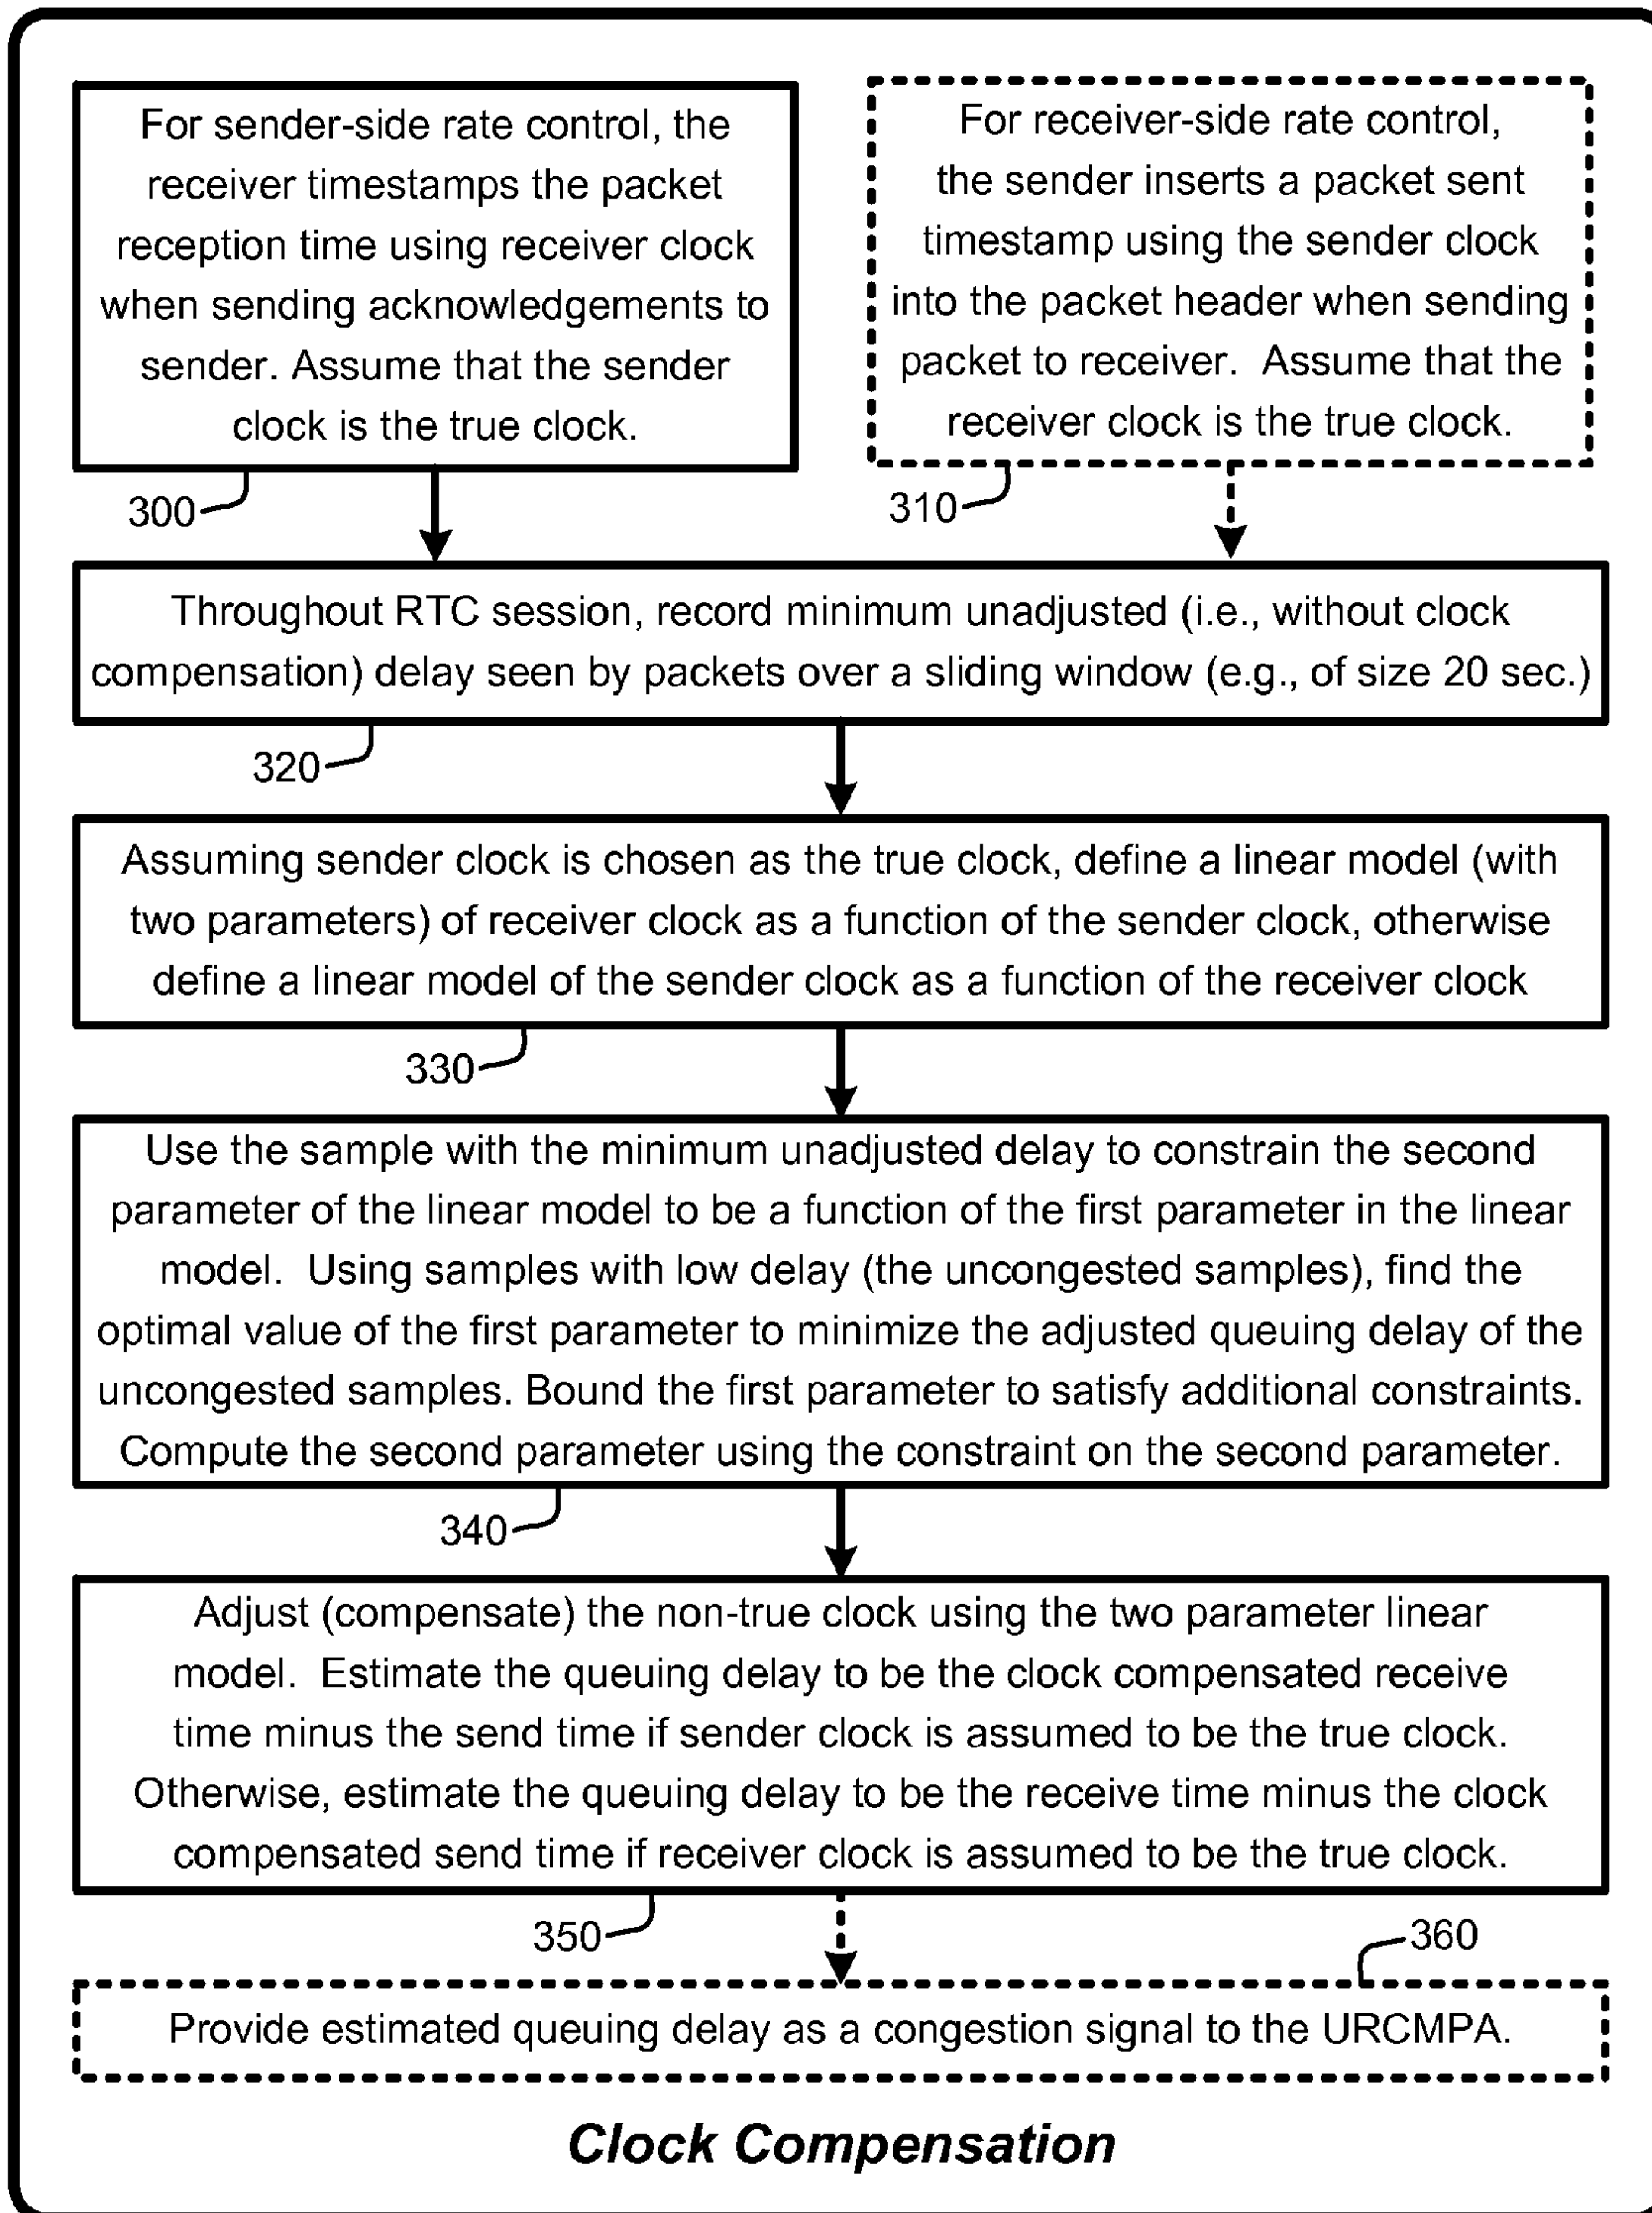 For sender-side rate control, the
receiver timestamps the packet
reception time using receiver clock
when sending acknowledgements to
sender. Assume that the sender
clock is the true clock.
300
For receiver-side rate control,
the sender inserts a packet sent
timestamp using the sender clock
into the packet header when sending
packet to receiver. Assume that the
receiver clock is the true clock.
310
Throughout RTC session, record minimum unadjusted (i.e., without clock
compensation) delay seen by packets over a sliding window (e.g., of size 20 sec.)
320
Assuming sender clock is chosen as the true clock, define a linear model (with
two parameters) of receiver clock as a function of the sender clock, otherwise
define a linear model of the sender clock as a function of the receiver clock
330
Use the sample with the minimum unadjusted delay to constrain the second
parameter of the linear model to be a function of the first parameter in the linear
model. Using samples with low delay (the uncongested samples), find the
optimal value of the first parameter to minimize the adjusted queuing delay of the
uncongested samples. Bound the first parameter to satisfy additional constraints.
Compute the second parameter using the constraint on the second parameter.
340
Adjust (compensate) the non-true clock using the two parameter linear
model. Estimate the queuing delay to be the clock compensated receive
time minus the send time if sender clock is assumed to be the true clock.
Otherwise, estimate the queuing delay to be the receive time minus the clock
compensated send time if receiver clock is assumed to be the true clock.
350
360
Provide estimated queuing delay as a congestion signal to the URCMPA.
Clock Compensation